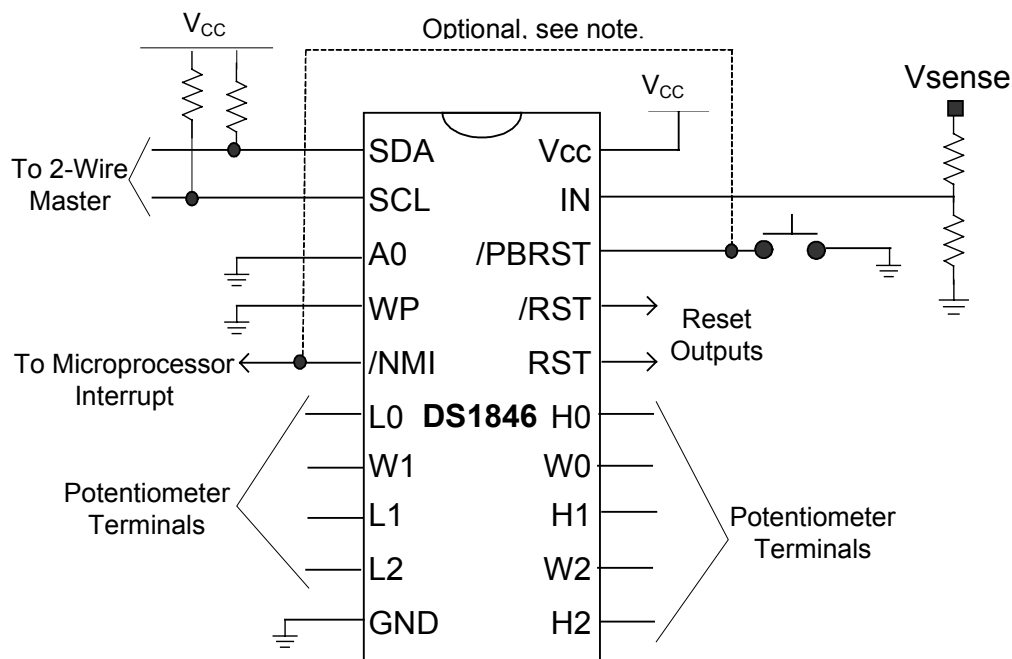 Optional, see note.
VCC
VCC
Vsense
To 2-Wire
Master
SDA
SCL
A0
WP
/NMI
L0
W1
L1
L2
GND
DS1846
Vcc
IN
/PBRST
/RST
RST
H0
W0
H1
W2
H2
To Microprocessor
Interrupt
Reset
Outputs
Potentiometer
Terminals
Potentiometer
Terminals